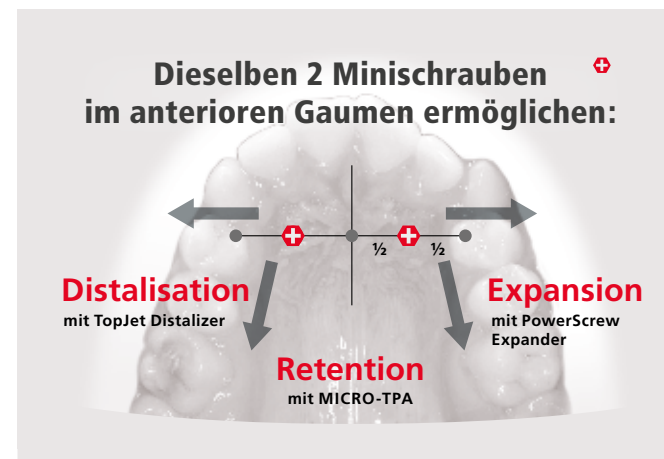 Dieselben 2 Minischrauben
im anterioren Gaumen ermöglichen:
½ ½
Distalisation
mit TopJet Distalizer
Expansion
mit PowerScrew
Expander
Retention
mit MICRO-TPA